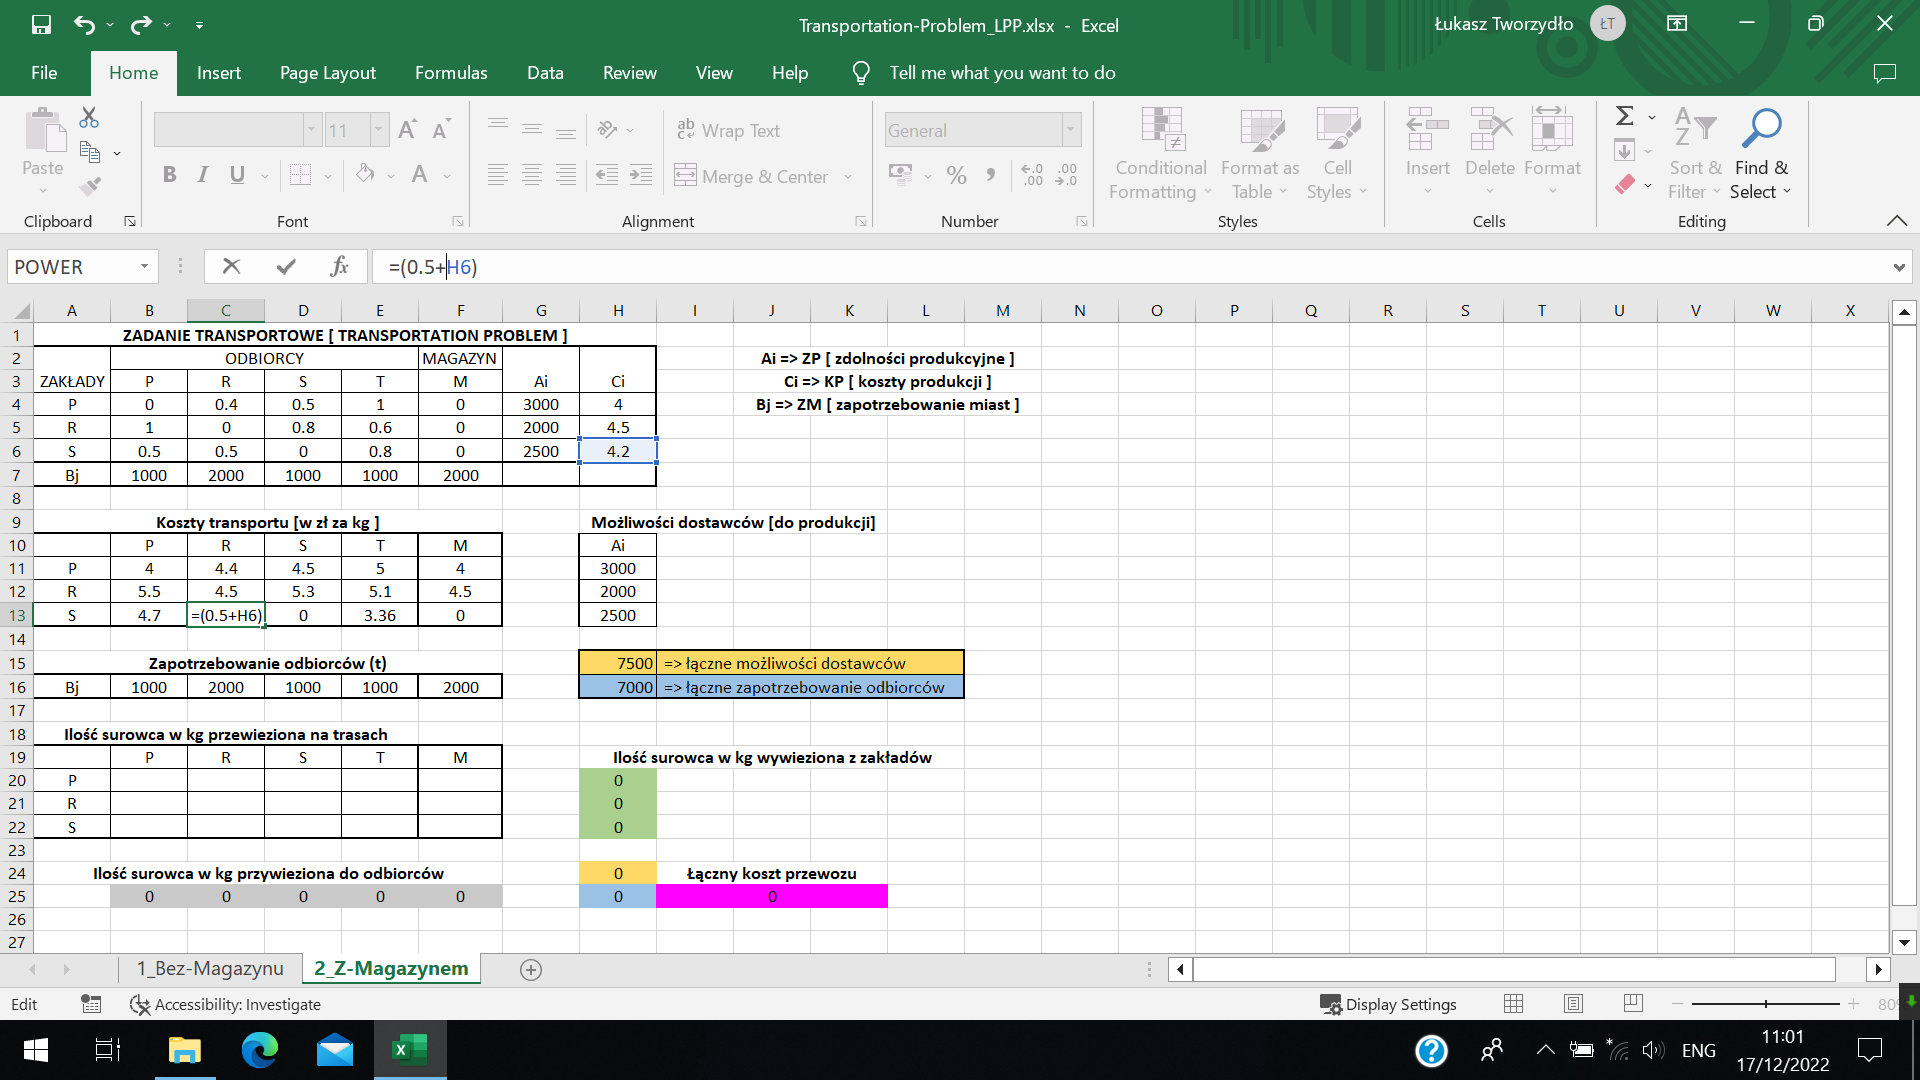 Transportation-Problem_LPP.xlsx - Excel
Łukasz Tworzydło ŁT
File Home Insert Page Layout Formulas Data Review View Help Tell me what you want to do
Paste
Clipboard
11 A A
B I U A
Font
ab Wrap Text
Merge & Center
Alignment
General
% , .00
Number
Conditional Formatting
Format as Table
Cell Styles
Styles
Insert Delete Format
Cells
Sort & Filter
Find & Select
Editing
POWER fx =(0.5+H6)
A B C D E F G H I J K L M N O P Q R S T U V W X
1 ZADANIE TRANSPORTOWE [ TRANSPORTATION PROBLEM ]
2 ODBIORCY MAGAZYN Ai => ZP [ zdolności produkcyjne ]
3 ZAKŁADY P R S T M Ai Ci Ci => KP [ koszty produkcji ]
4 P 0 0.4 0.5 1 0 3000 4 Bj => ZM [ zapotrzebowanie miast ]
5 R 1 0 0.8 0.6 0 2000 4.5
6 S 0.5 0.5 0 0.8 0 2500 4.2
7 Bj 1000 2000 1000 1000 2000
8
9 Koszty transportu [w zł za kg ] Możliwości dostawców [do produkcji]
10 P R S T M Ai
11 P 4 4.4 4.5 5 4 3000
12 R 5.5 4.5 5.3 5.1 4.5 2000
13 S 4.7 =(0.5+H6) 0 3.36 0 2500
14
15 Zapotrzebowanie odbiorców (t) 7500 => łączne możliwości dostawców
16 Bj 1000 2000 1000 1000 2000 7000 => łączne zapotrzebowanie odbiorców
17
18 Ilość surowca w kg przewieziona na trasach
19 P R S T M Ilość surowca w kg wywieziona z zakładów
20 P 0
21 R 0
22 S 0
23
24 Ilość surowca w kg przywieziona do odbiorców 0 Łączny koszt przewozu
25 0 0 0 0 0 0 0
26
27
1_Bez-Magazynu 2_Z-Magazynem
Edit Accessibility: Investigate Display Settings
ENG 11:01
17/12/2022